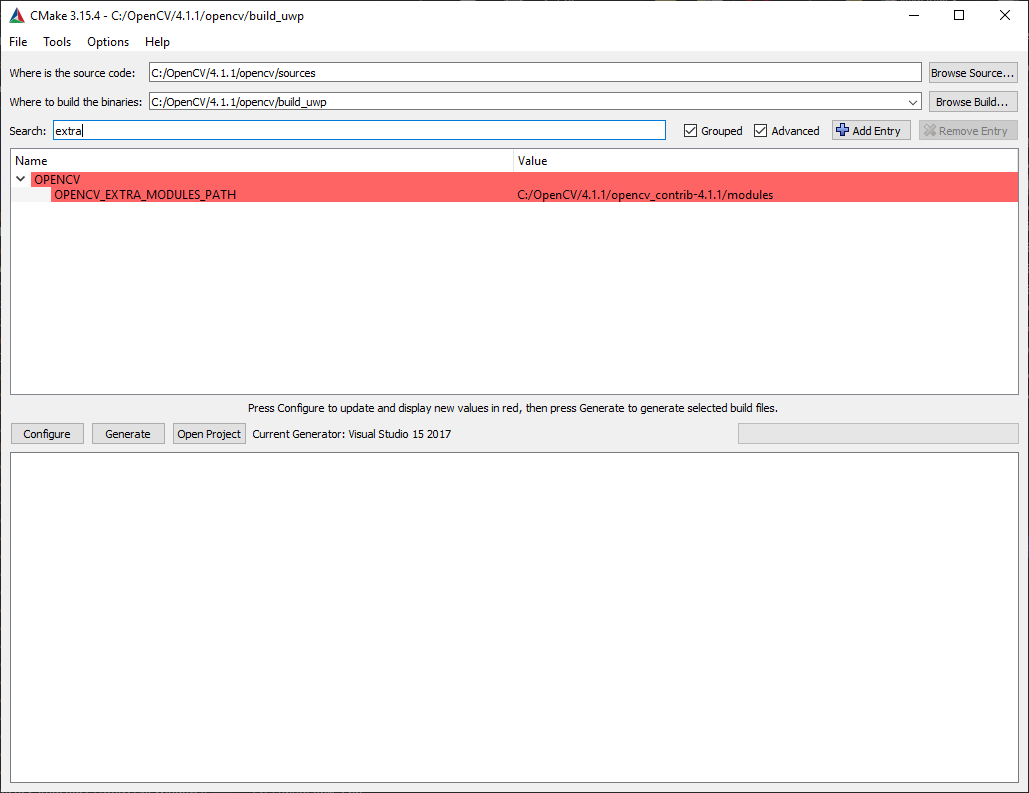 CMake 3.15.4 - C:/OpenCV/4.1.1/opencv/build_uwp
File Tools Options Help
Where is the source code: C:/OpenCV/4.1.1/opencv/sources Browse Source...
Where to build the binaries: C:/OpenCV/4.1.1/opencv/build_uwp Browse Build...
Search: extra Grouped Advanced Add Entry Remove Entry
Name Value
OPENCV
OPENCV_EXTRA_MODULES_PATH C:/OpenCV/4.1.1/opencv_contrib-4.1.1/modules
Press Configure to update and display new values in red, then press Generate to generate selected build files.
Configure Generate Open Project Current Generator: Visual Studio 15 2017